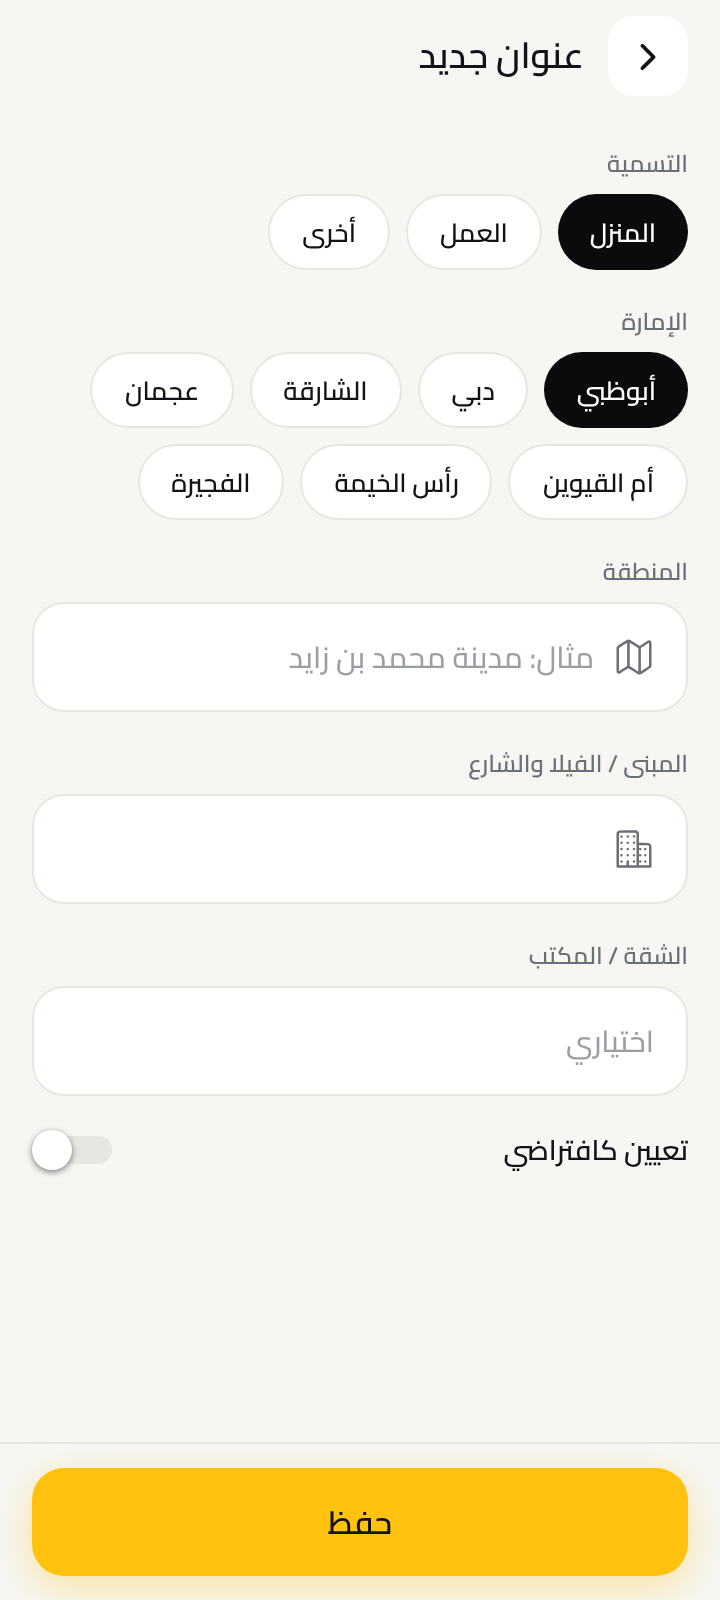 عنوان جديد
التسمية
المنزل العمل أخرى
الإمارة
أبوظبي دبي الشارقة عجمان
أم القيوين رأس الخيمة الفجيرة
المنطقة
مثال: مدينة محمد بن زايد
المبنى / الفيلا والشارع
الشقة / المكتب
اختياري
تعيين كافتراضي
حفظ